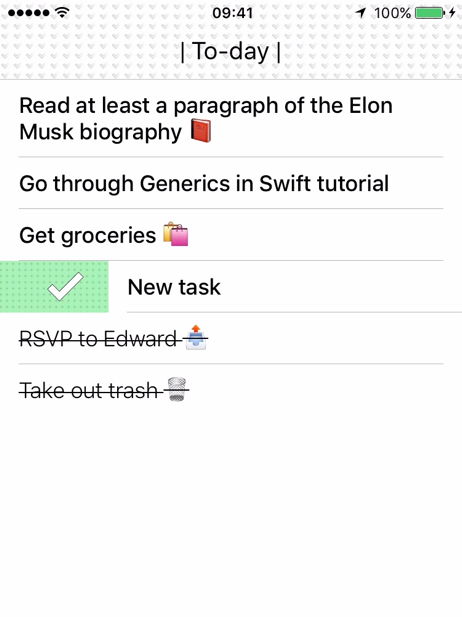 09:41
100%
| To-day |
Read at least a paragraph of the Elon
Musk biography 📕
Go through Generics in Swift tutorial
Get groceries 🛍
New task
RSVP to Edward 📤
Take out trash 🗑